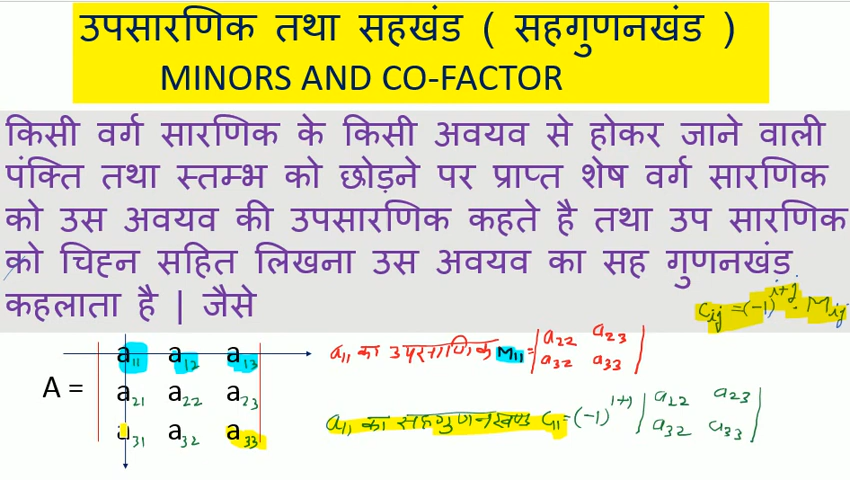 उपसारणिक तथा सहखंड ( सहगुणनखंड )
MINORS AND CO-FACTOR
किसी वर्ग सारणिक के किसी अवयव से होकर जाने वाली
पंक्ति तथा स्तम्भ को छोड़ने पर प्राप्त शेष वर्ग सारणिक
को उस अवयव की उपसारणिक कहते है तथा उप सारणिक
को चिह्न सहित लिखना उस अवयव का सह गुणनखंड
कहलाता है | जैसे
Cij = (-1)^i+j . Mij
a11 का उपसारणिक M11 = | a22 a23 |
| a32 a33 |
A = | a11 a12 a13 |
| a21 a22 a23 |
| a31 a32 a33 |
a11 का सहगुणनखण्ड C11 = (-1)^1+1 | a22 a23 |
| a32 a33 |